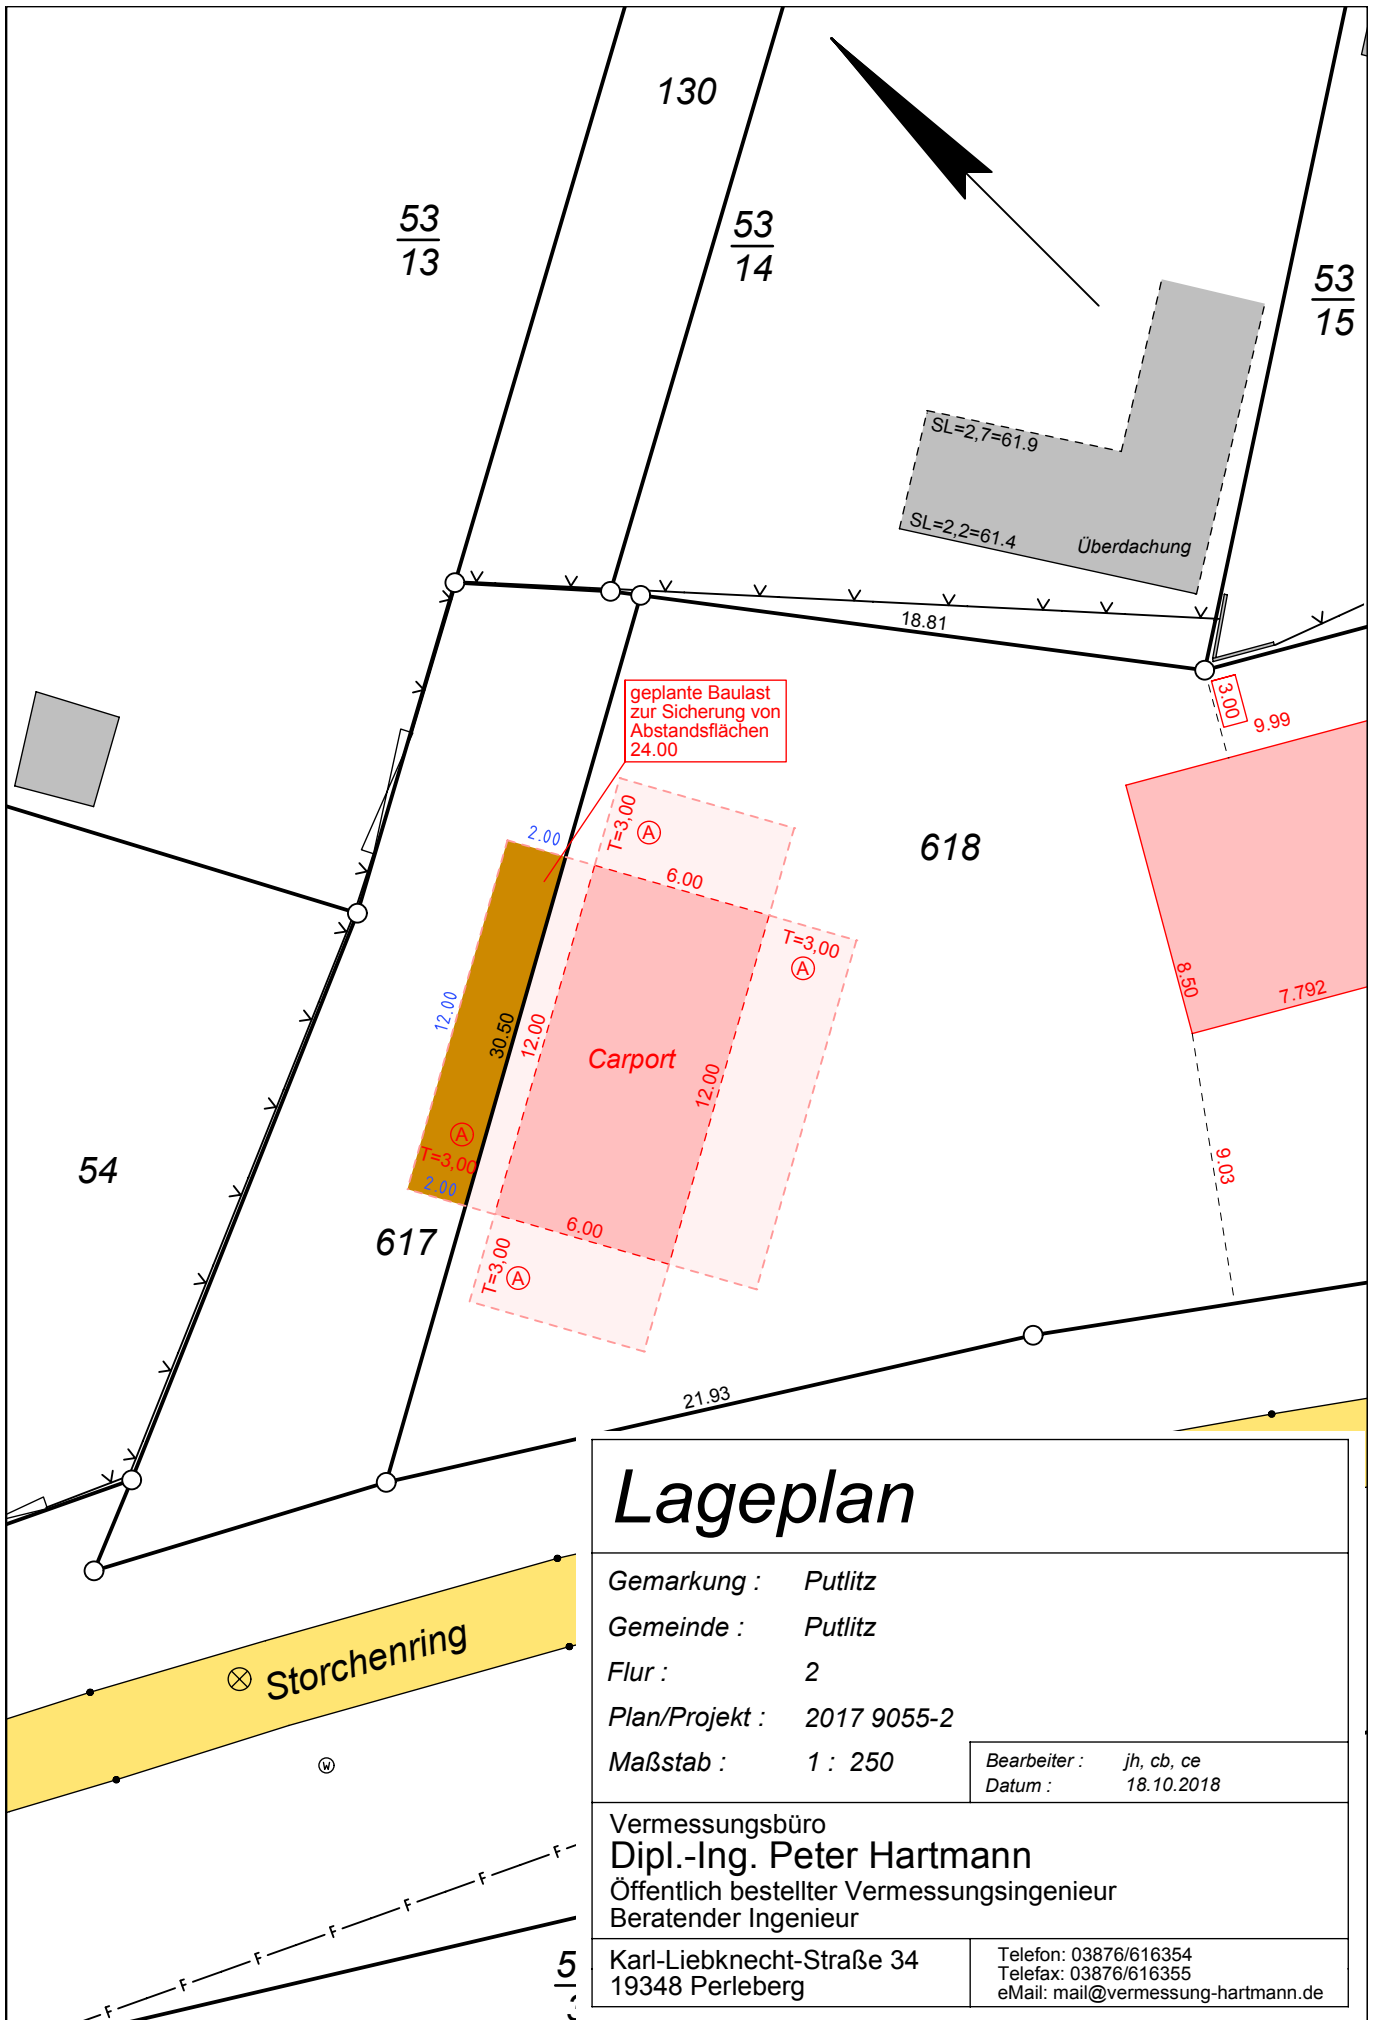 130
53
13
53
14
53
15
SL=2,7=61.9
SL=2,2=61.4
Überdachung
18.81
geplante Baulast
zur Sicherung von
Abstandsflächen
24.00
3.00
9.99
2.00
T=3,00
A
6.00
618
T=3,00
A
8.50
7.792
12.00
30.50
12.00
Carport
12.00
A
T=3,00
2.00
54
617
6.00
T=3,00
A
9.03
21.93
Storchenring
W
F
F
F
F
F
F
F
5
Lageplan
Gemarkung : Putlitz
Gemeinde : Putlitz
Flur : 2
Plan/Projekt : 2017 9055-2
Maßstab : 1 : 250
Bearbeiter : jh, cb, ce
Datum : 18.10.2018
Vermessungsbüro
Dipl.-Ing. Peter Hartmann
Öffentlich bestellter Vermessungsingenieur
Beratender Ingenieur
Karl-Liebknecht-Straße 34
19348 Perleberg
Telefon: 03876/616354
Telefax: 03876/616355
eMail: mail@vermessung-hartmann.de